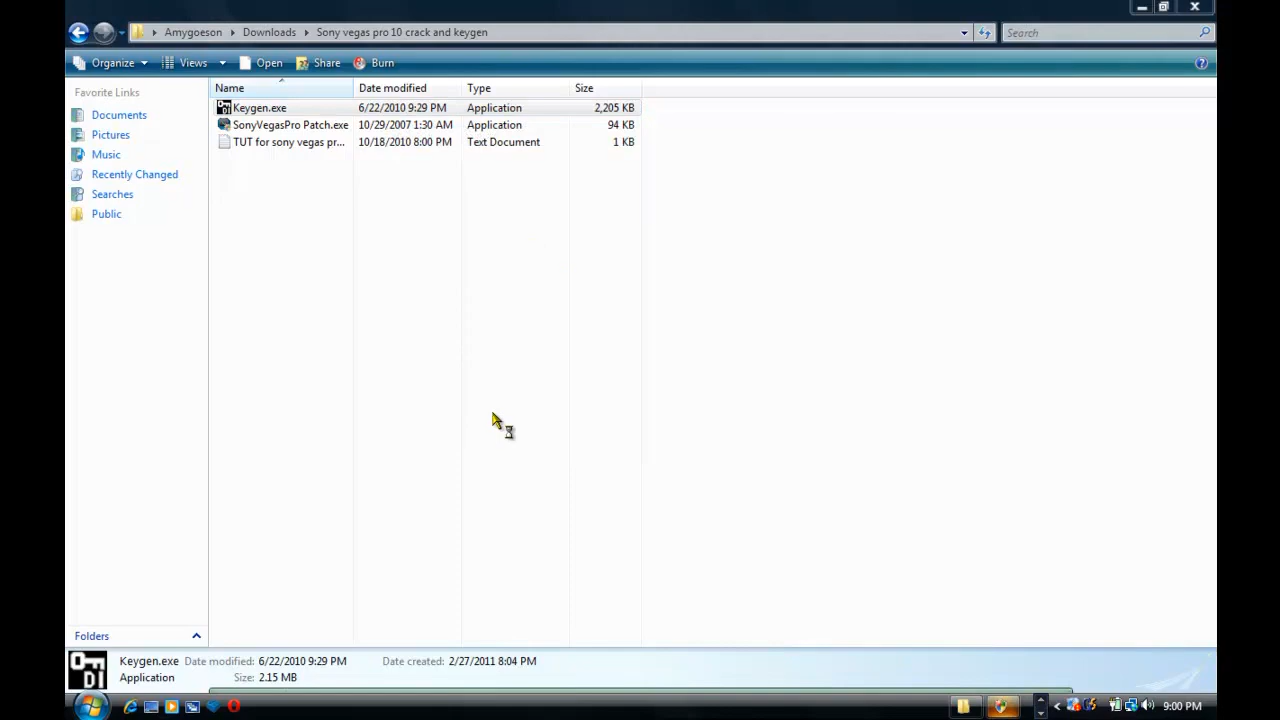 Amygoeson Downloads Sony vegas pro 10 crack and keygen Search
Organize Views Open Share Burn
Favorite Links
Documents
Pictures
Music
Recently Changed
Searches
Public
Folders
Name Date modified Type Size
Keygen.exe 6/22/2010 9:29 PM Application 2,205 KB
SonyVegasPro Patch.exe 10/29/2007 1:30 AM Application 94 KB
TUT for sony vegas pr... 10/18/2010 8:00 PM Text Document 1 KB
Keygen.exe Date modified: 6/22/2010 9:29 PM Date created: 2/27/2011 8:04 PM
Application Size: 2.15 MB
9:00 PM